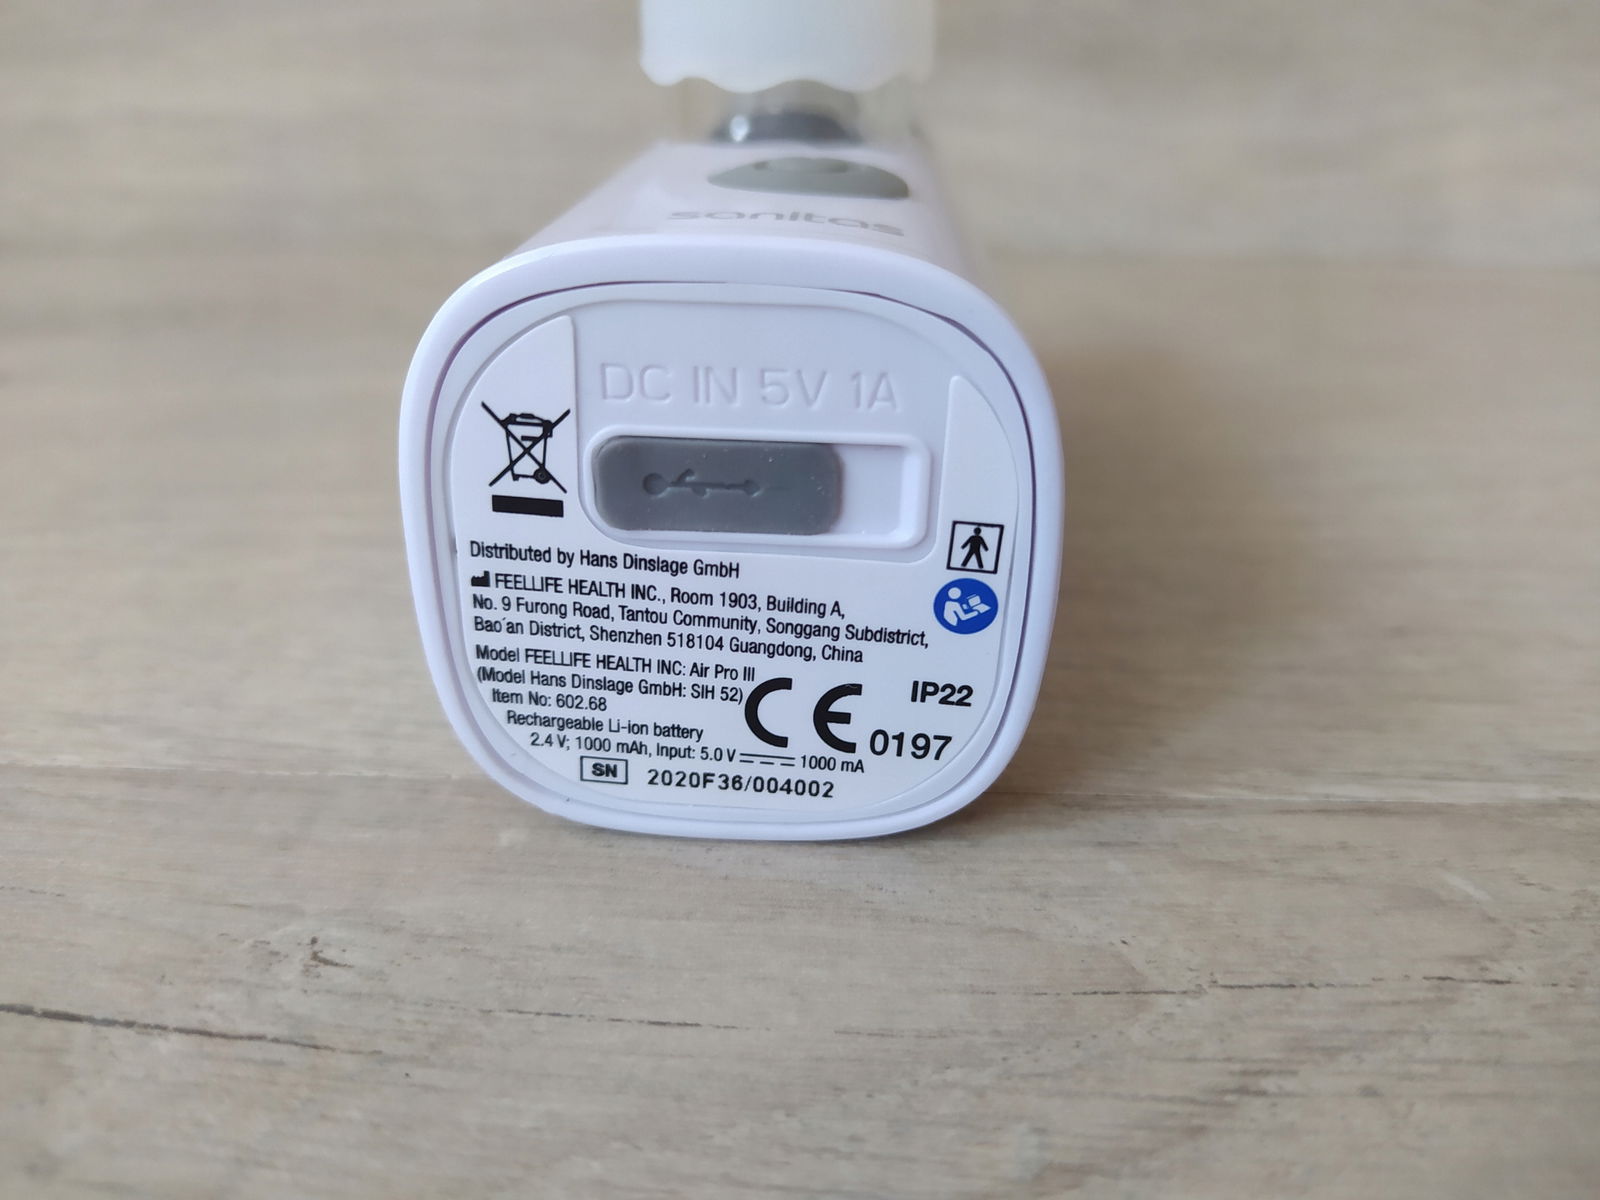 sanitas
DC IN 5V 1A
Distributed by Hans Dinslage GmbH
FEELLIFE HEALTH INC., Room 1903, Building A,
No. 9 Furong Road, Tantou Community, Songgang Subdistrict,
Bao´an District, Shenzhen 518104 Guangdong, China
Model FEELLIFE HEALTH INC: Air Pro III
(Model Hans Dinslage GmbH: SIH 52)
Item No: 602.68
Rechargeable Li-ion battery
2.4 V; 1000 mAh, Input: 5.0 V 1000 mA
SN 2020F36/004002
CE 0197
IP22